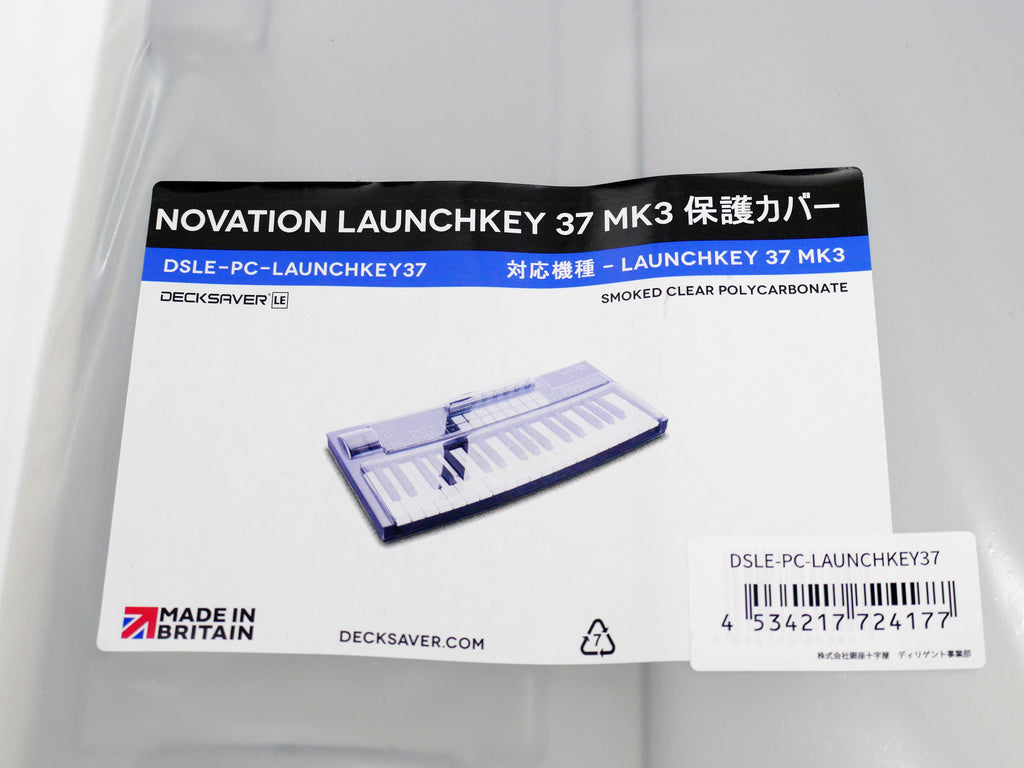 NOVATION LAUNCHKEY 37 MK3 保護カバー
DSLE-PC-LAUNCHKEY37
対応機種 - LAUNCHKEY 37 MK3
DECKSAVER LE
SMOKED CLEAR POLYCARBONATE
MADE IN
BRITAIN
DECKSAVER.COM
7
DSLE-PC-LAUNCHKEY37
4 534217 724177
株式会社銀座十字屋 ディリゲント事業部